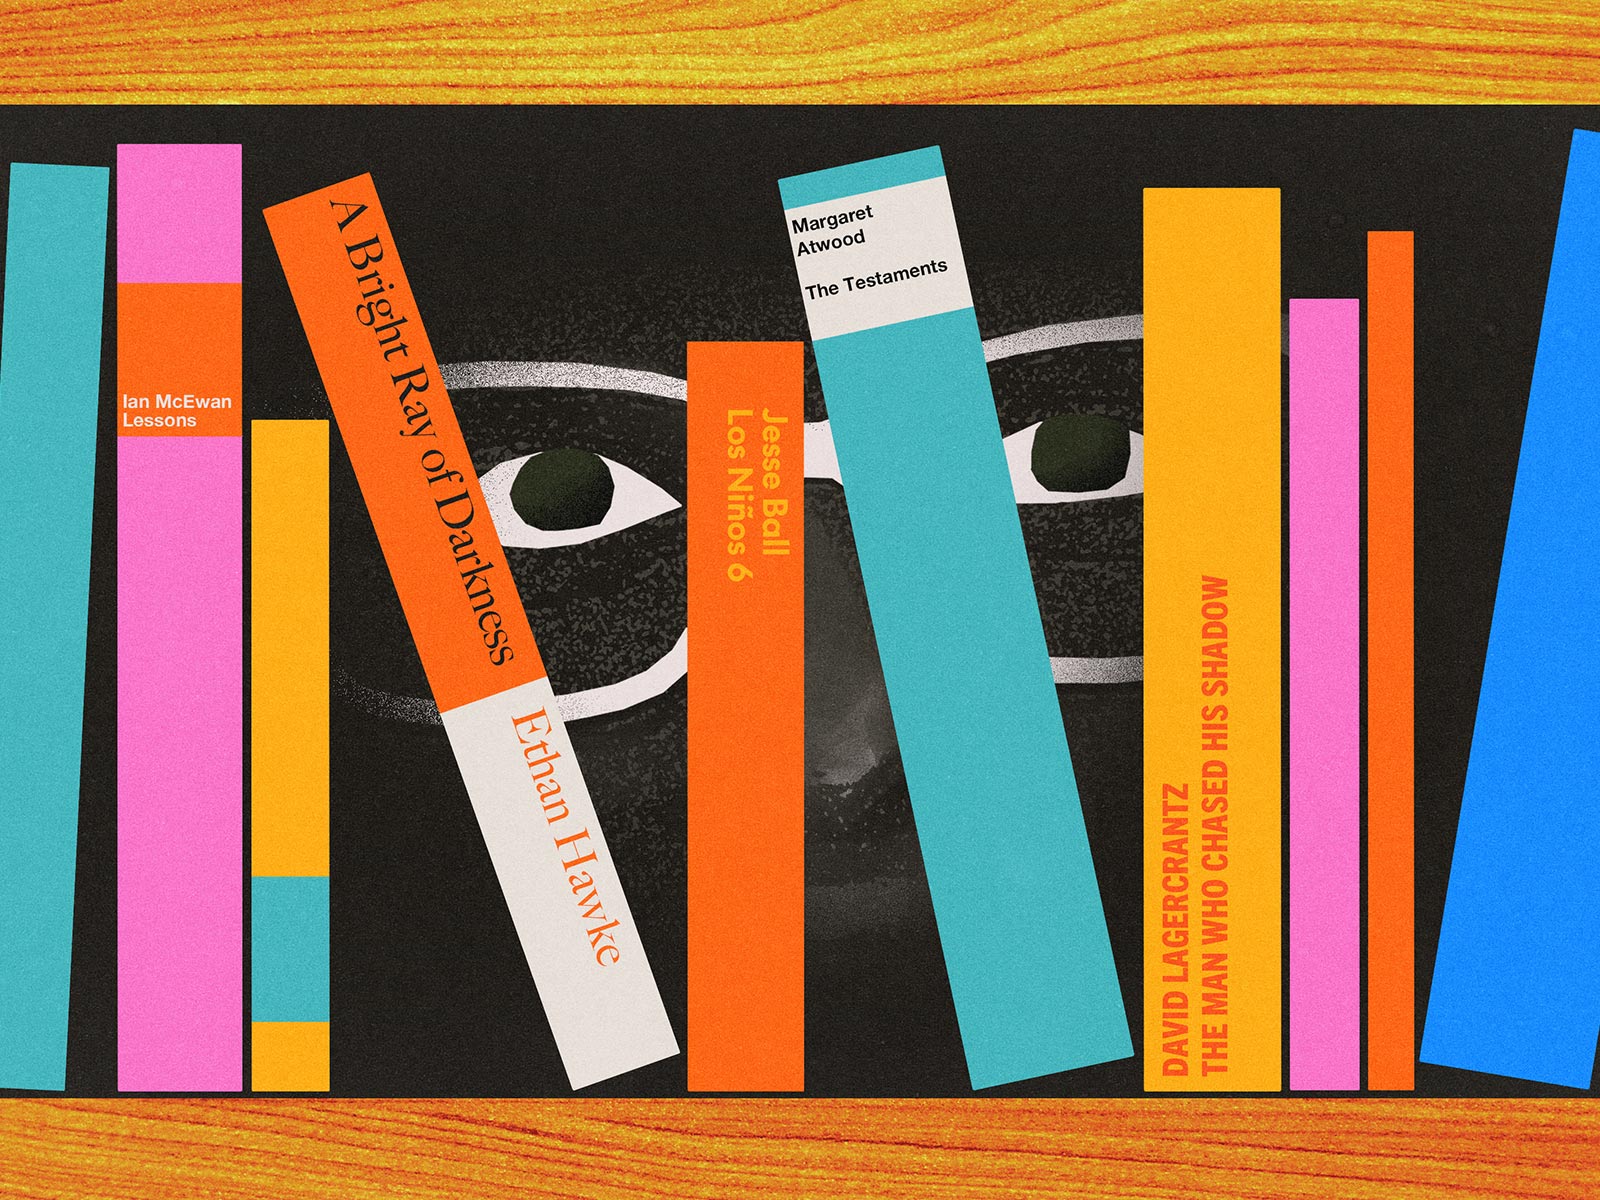 Ian McEwan
Lessons
A Bright Ray of Darkness
Ethan Hawke
Jesse Ball
Los Niños 6
Margaret
Atwood
The Testaments
DAVID LAGERCRANTZ
THE MAN WHO CHASED HIS SHADOW